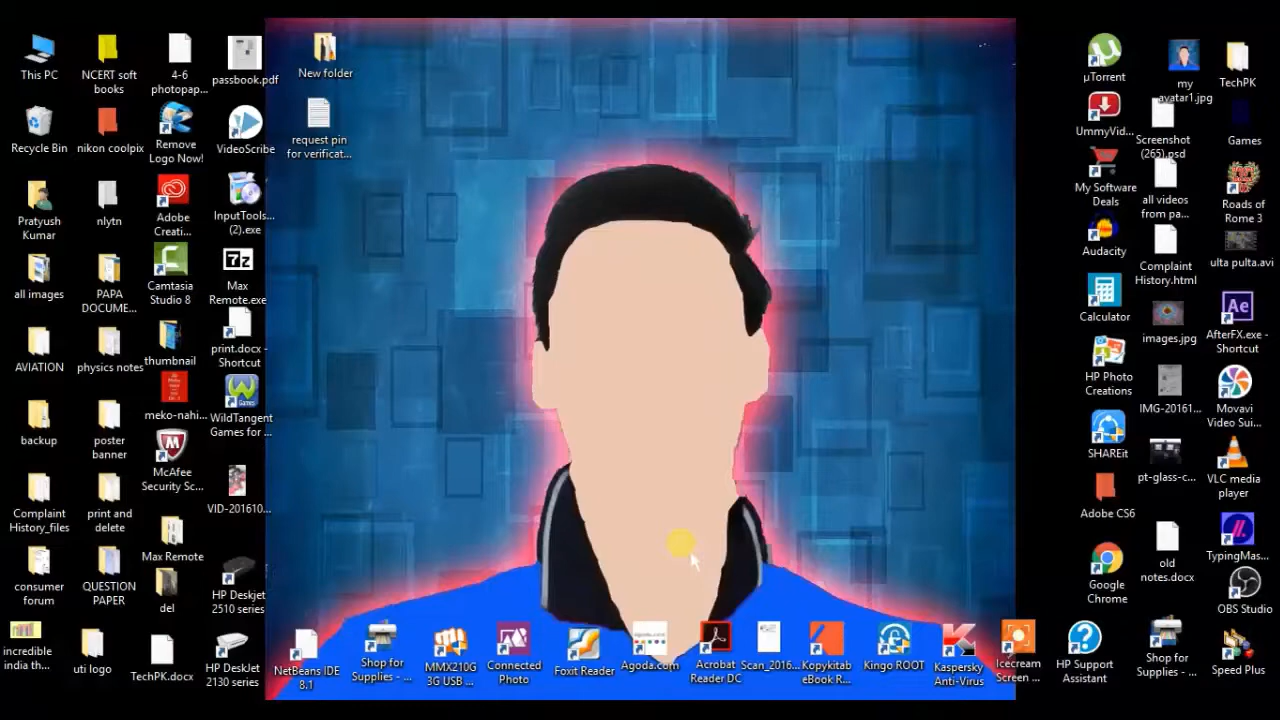 This PC
NCERT soft
books
4-6
photopap...
passbook.pdf
New folder
Recycle Bin
nikon coolpix
Remove
Logo Now!
VideoScribe
request pin
for verificat...
Pratyush
Kumar
nlytn
Adobe
Creati...
InputTools...
(2).exe
all images
PAPA
DOCUME...
Camtasia
Studio 8
7z
Max
Remote.exe
AVIATION
physics notes
thumbnail
print.docx -
Shortcut
meko-nahi...
WildTangent
Games for ...
backup
poster
banner
McAfee
Security Sc...
Complaint
History_files
print and
delete
Max Remote
VID-201610...
consumer
forum
QUESTION
PAPER
del
HP Deskjet
2510 series
incredible
india th...
uti logo
TechPK.docx
HP DeskJet
2130 series
NetBeans IDE
8.1
Shop for
Supplies - ...
MMX210G
3G USB ...
Connected
Photo
Foxit Reader
agoda.com
Agoda.com
Acrobat
Reader DC
Scan_2016...
Kopykitab
eBook R...
Kingo ROOT
Kaspersky
Anti-Virus
Icecream
Screen ...
HP Support
Assistant
Shop for
Supplies - ...
Speed Plus
µTorrent
my
avatar1.jpg
TechPK
UmmyVid...
Screenshot
(265).psd
Games
My Software
Deals
all videos
from pa...
Roads of
Rome 3
Audacity
Complaint
History.html
ulta pulta.avi
Calculator
images.jpg
Ae
AfterFX.exe -
Shortcut
HP Photo
Creations
IMG-20161...
Movavi
Video Sui...
SHAREit
pt-glass-c...
VLC media
player
Adobe CS6
old
notes.docx
TypingMas...
Google
Chrome
OBS Studio